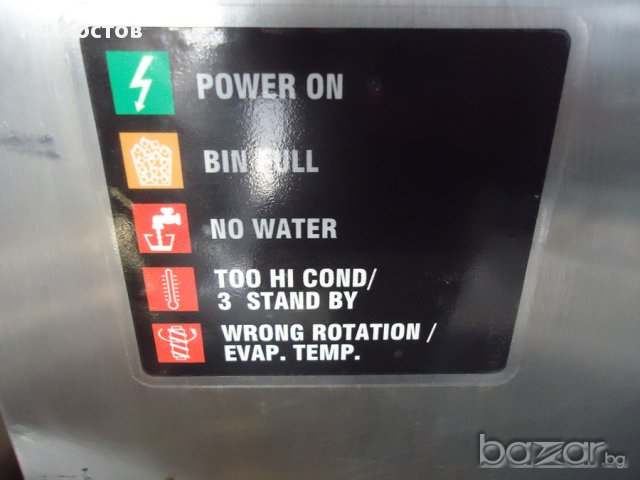 POWER ON
BIN FULL
NO WATER
TOO HI COND/
3 STAND BY
WRONG ROTATION /
EVAP. TEMP.
bazar.bg